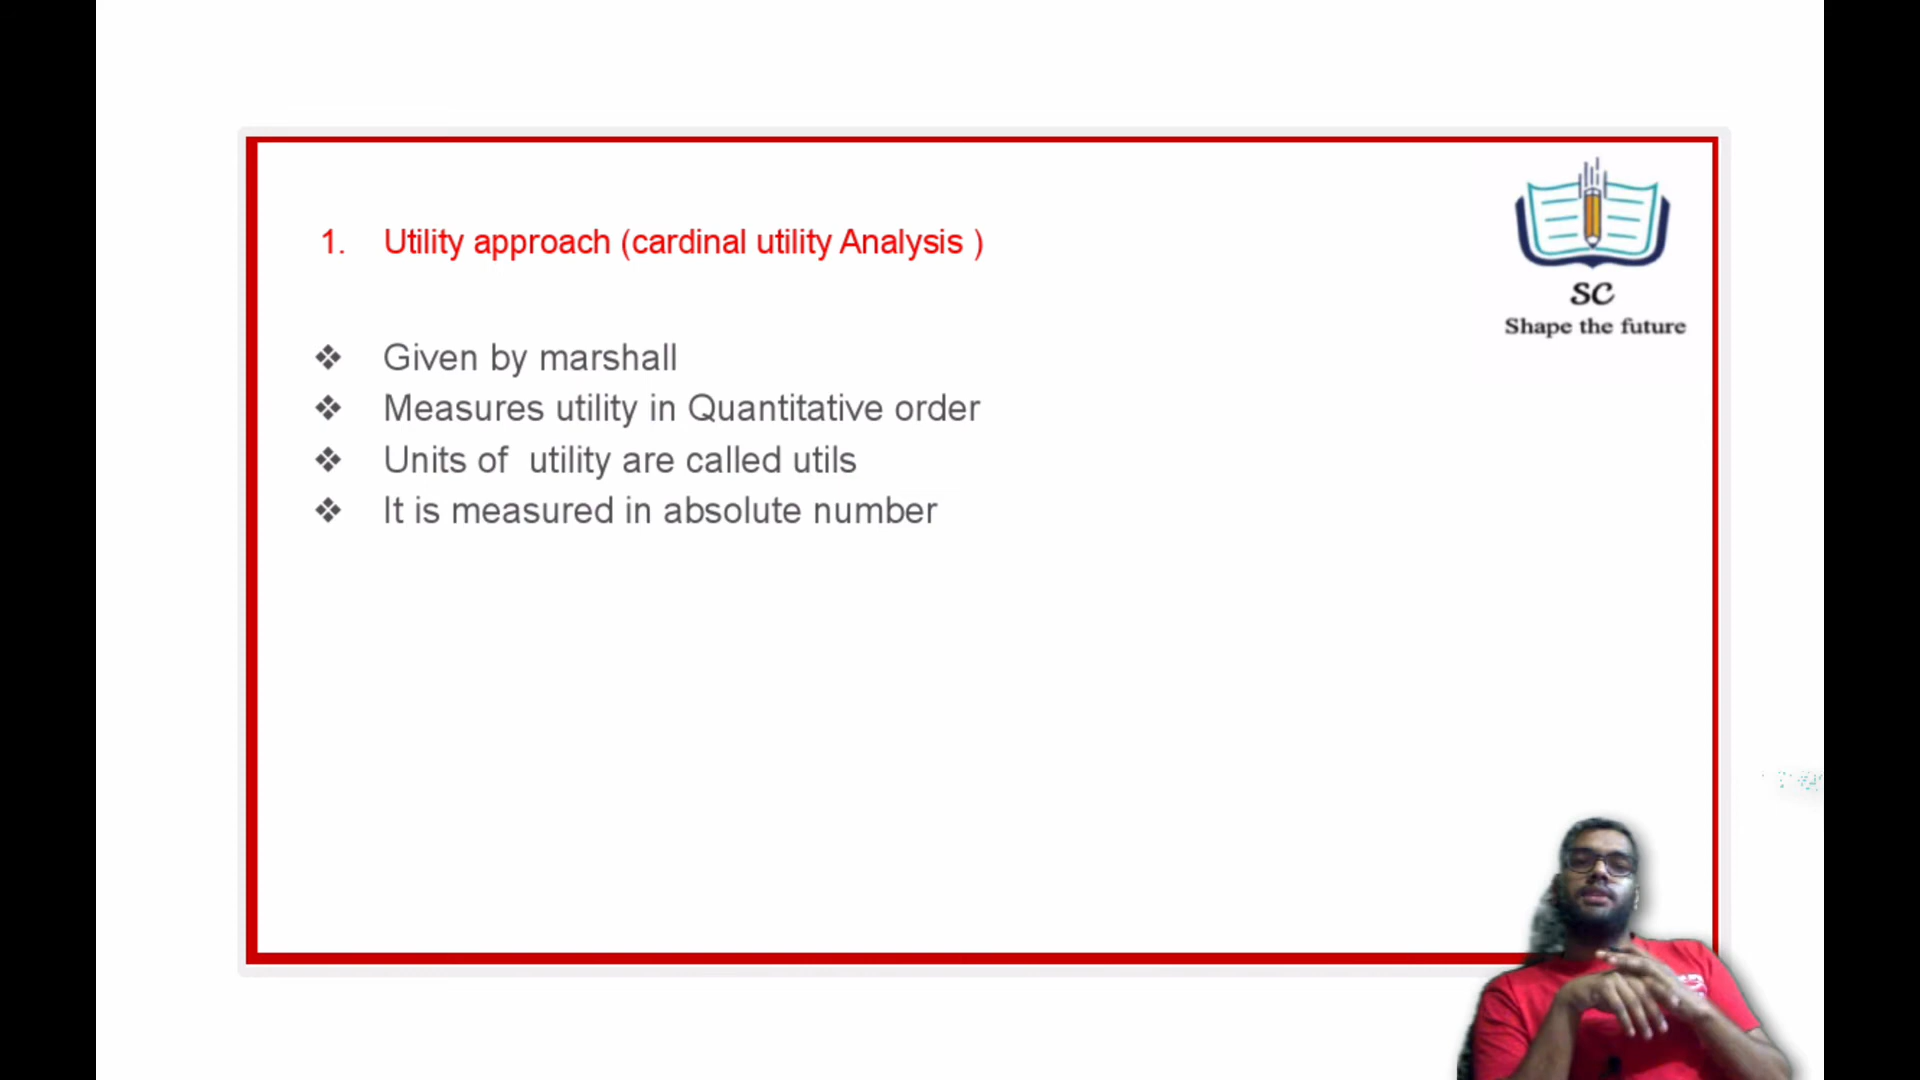 1. Utility approach (cardinal utility Analysis )
❖ Given by marshall
❖ Measures utility in Quantitative order
❖ Units of utility are called utils
❖ It is measured in absolute number
SC
Shape the future